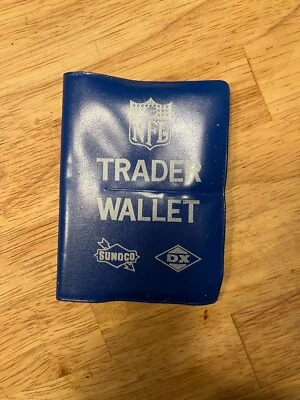 NFL
TRADER
WALLET
SUNOCO DX